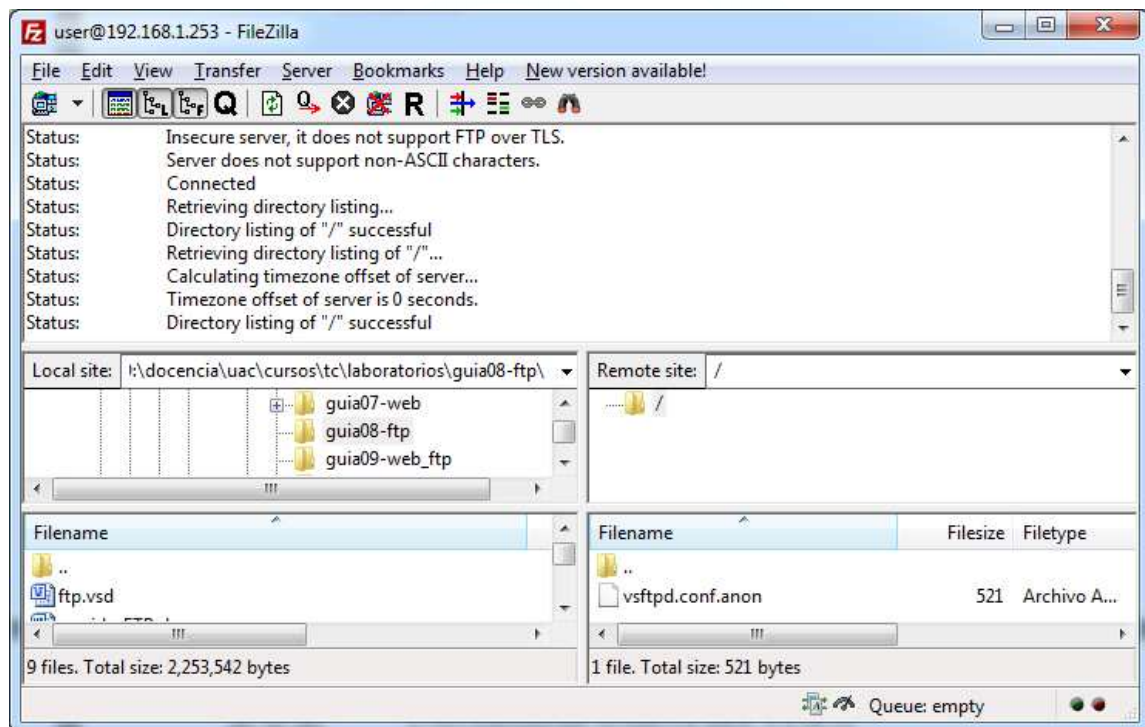 user@192.168.1.253 - FileZilla
File Edit View Transfer Server Bookmarks Help New version available!
Status: Insecure server, it does not support FTP over TLS.
Status: Server does not support non-ASCII characters.
Status: Connected
Status: Retrieving directory listing...
Status: Directory listing of "/" successful
Status: Retrieving directory listing of "/"...
Status: Calculating timezone offset of server...
Status: Timezone offset of server is 0 seconds.
Status: Directory listing of "/" successful
Local site: :\docencia\uac\cursos\tc\laboratorios\guia08-ftp\
guia07-web
guia08-ftp
guia09-web_ftp
Remote site: /
/
Filename
..
ftp.vsd
9 files. Total size: 2,253,542 bytes
Filename Filesize Filetype
..
vsftpd.conf.anon 521 Archivo A...
1 file. Total size: 521 bytes
Queue: empty